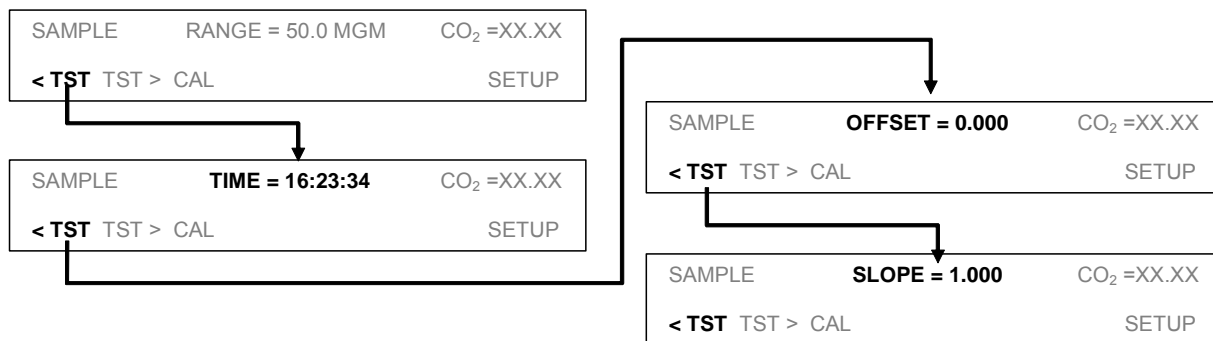 SAMPLE RANGE = 50.0 MGM CO₂ =XX.XX
< TST TST > CAL SETUP
SAMPLE TIME = 16:23:34 CO₂ =XX.XX
< TST TST > CAL SETUP
SAMPLE OFFSET = 0.000 CO₂ =XX.XX
< TST TST > CAL SETUP
SAMPLE SLOPE = 1.000 CO₂ =XX.XX
< TST TST > CAL SETUP